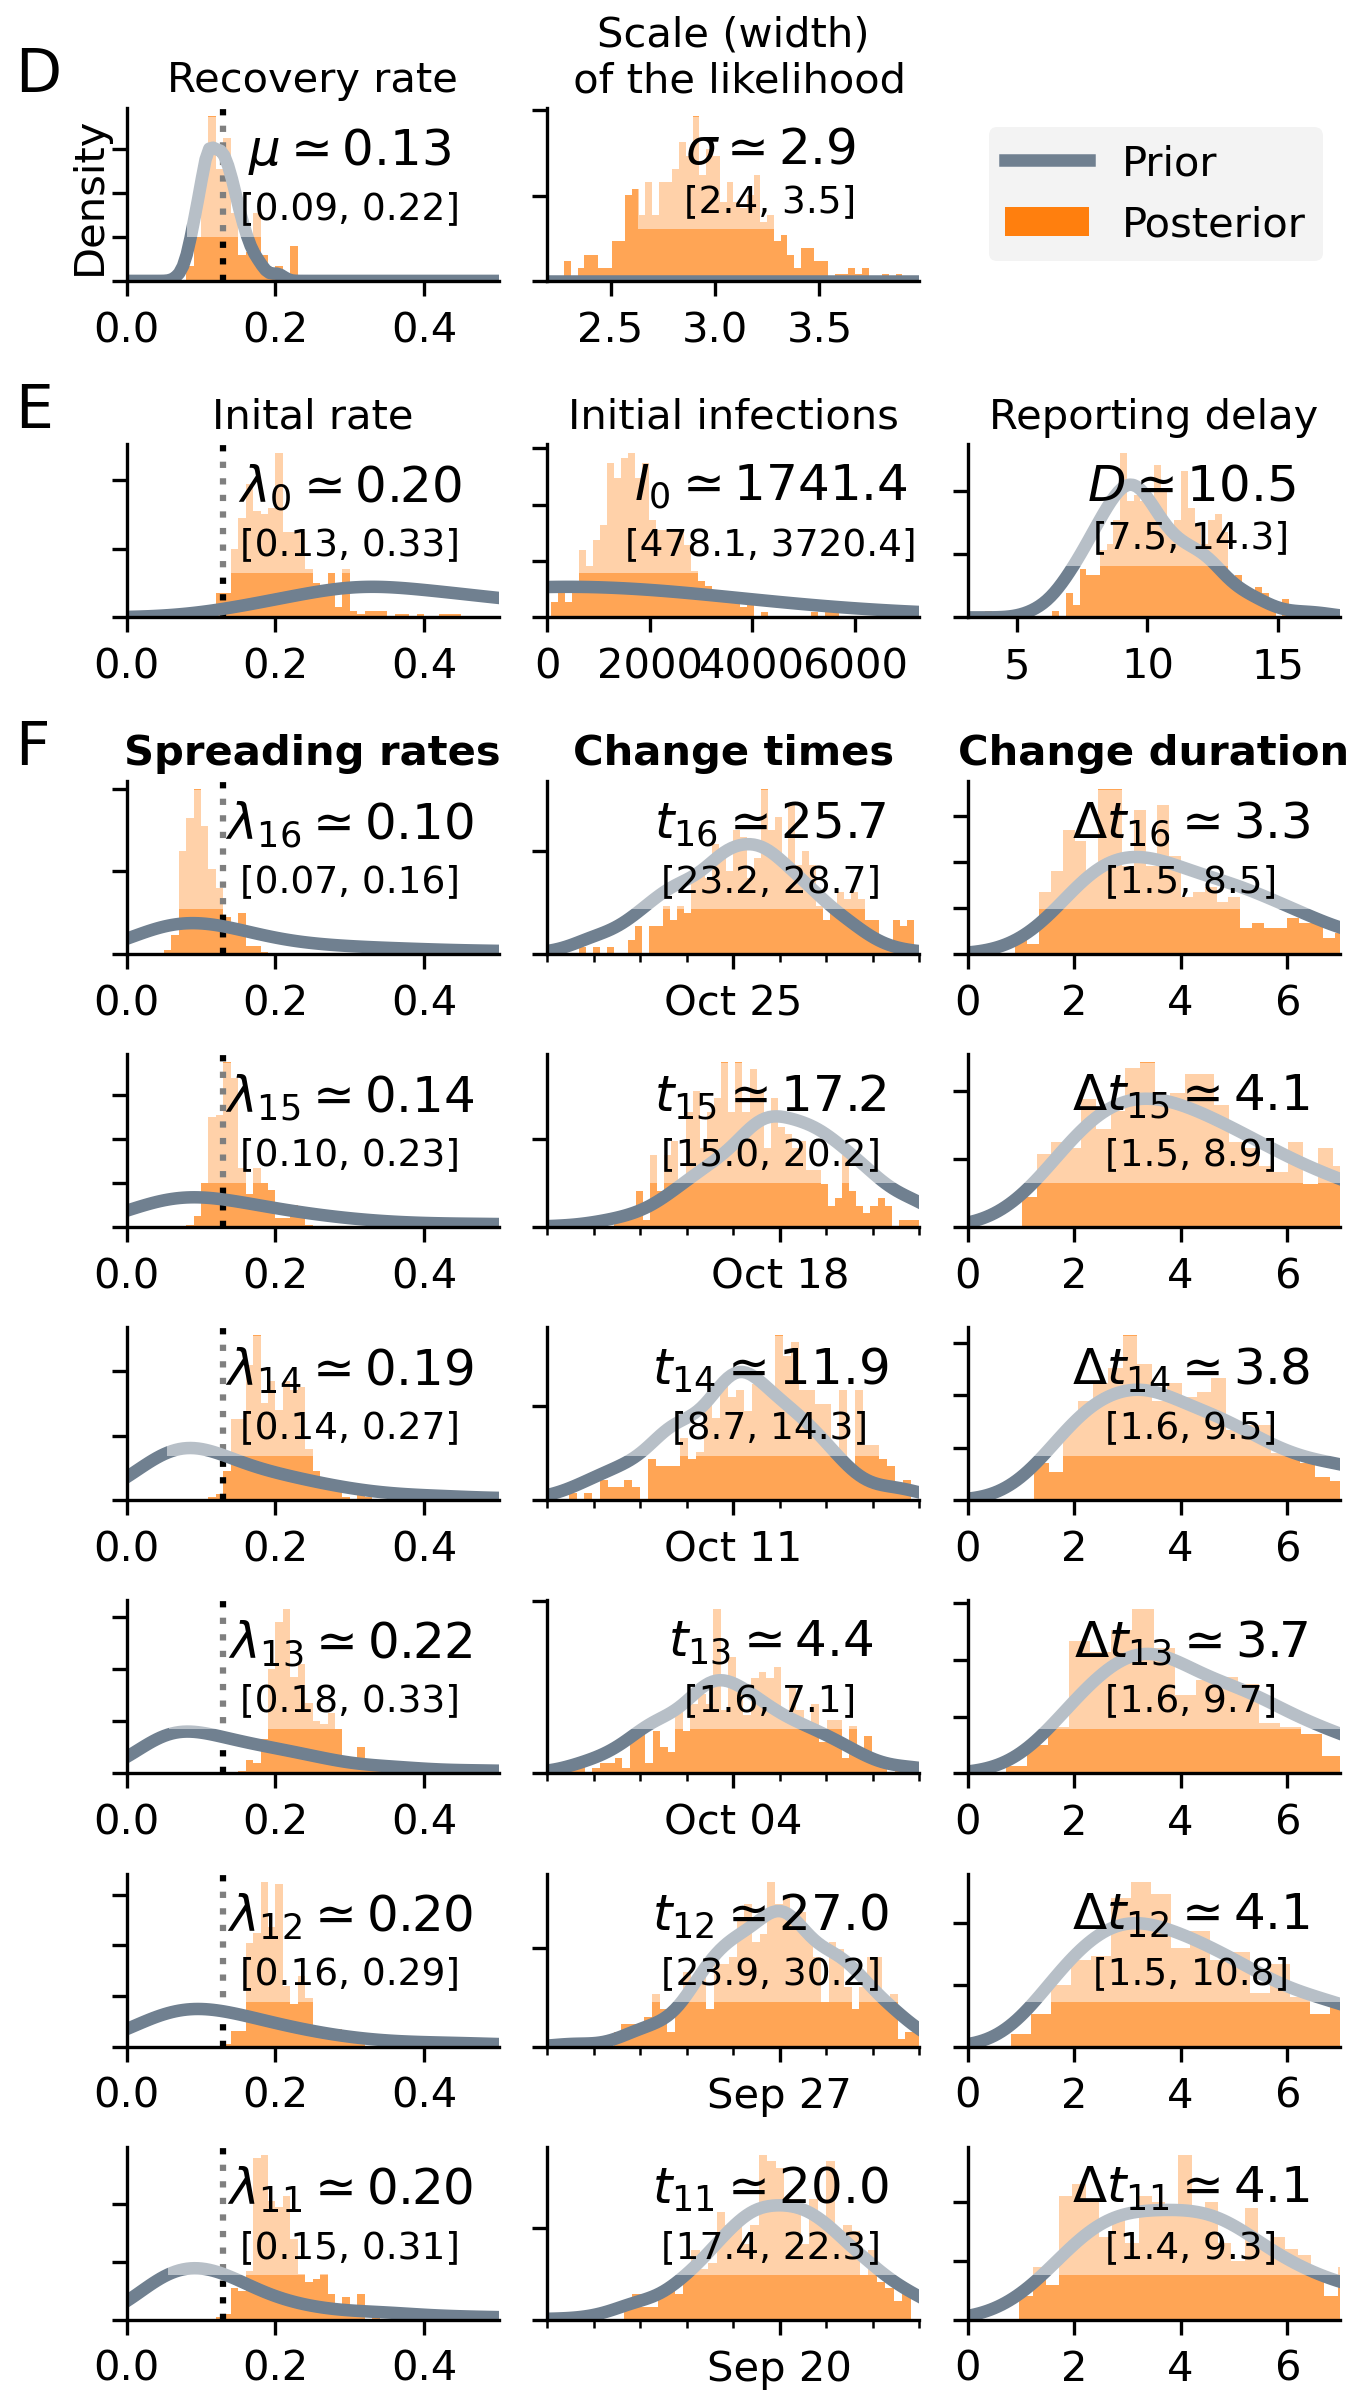 D
Recovery rate
Scale (width)
of the likelihood
Density
μ ≃ 0.13
[0.09, 0.22]
σ ≃ 2.9
[2.4, 3.5]
Prior
Posterior
0.0 0.2 0.4
2.5 3.0 3.5
E
Inital rate
Initial infections
Reporting delay
λ0 ≃ 0.20
[0.13, 0.33]
I0 ≃ 1741.4
[478.1, 3720.4]
D ≃ 10.5
[7.5, 14.3]
0.0 0.2 0.4
0 2000 4000 6000
5 10 15
F
Spreading rates
Change times
Change duration
λ16 ≃ 0.10
[0.07, 0.16]
t16 ≃ 25.7
[23.2, 28.7]
Δt16 ≃ 3.3
[1.5, 8.5]
0.0 0.2 0.4
Oct 25
0 2 4 6
λ15 ≃ 0.14
[0.10, 0.23]
t15 ≃ 17.2
[15.0, 20.2]
Δt15 ≃ 4.1
[1.5, 8.9]
0.0 0.2 0.4
Oct 18
0 2 4 6
λ14 ≃ 0.19
[0.14, 0.27]
t14 ≃ 11.9
[8.7, 14.3]
Δt14 ≃ 3.8
[1.6, 9.5]
0.0 0.2 0.4
Oct 11
0 2 4 6
λ13 ≃ 0.22
[0.18, 0.33]
t13 ≃ 4.4
[1.6, 7.1]
Δt13 ≃ 3.7
[1.6, 9.7]
0.0 0.2 0.4
Oct 04
0 2 4 6
λ12 ≃ 0.20
[0.16, 0.29]
t12 ≃ 27.0
[23.9, 30.2]
Δt12 ≃ 4.1
[1.5, 10.8]
0.0 0.2 0.4
Sep 27
0 2 4 6
λ11 ≃ 0.20
[0.15, 0.31]
t11 ≃ 20.0
[17.4, 22.3]
Δt11 ≃ 4.1
[1.4, 9.3]
0.0 0.2 0.4
Sep 20
0 2 4 6